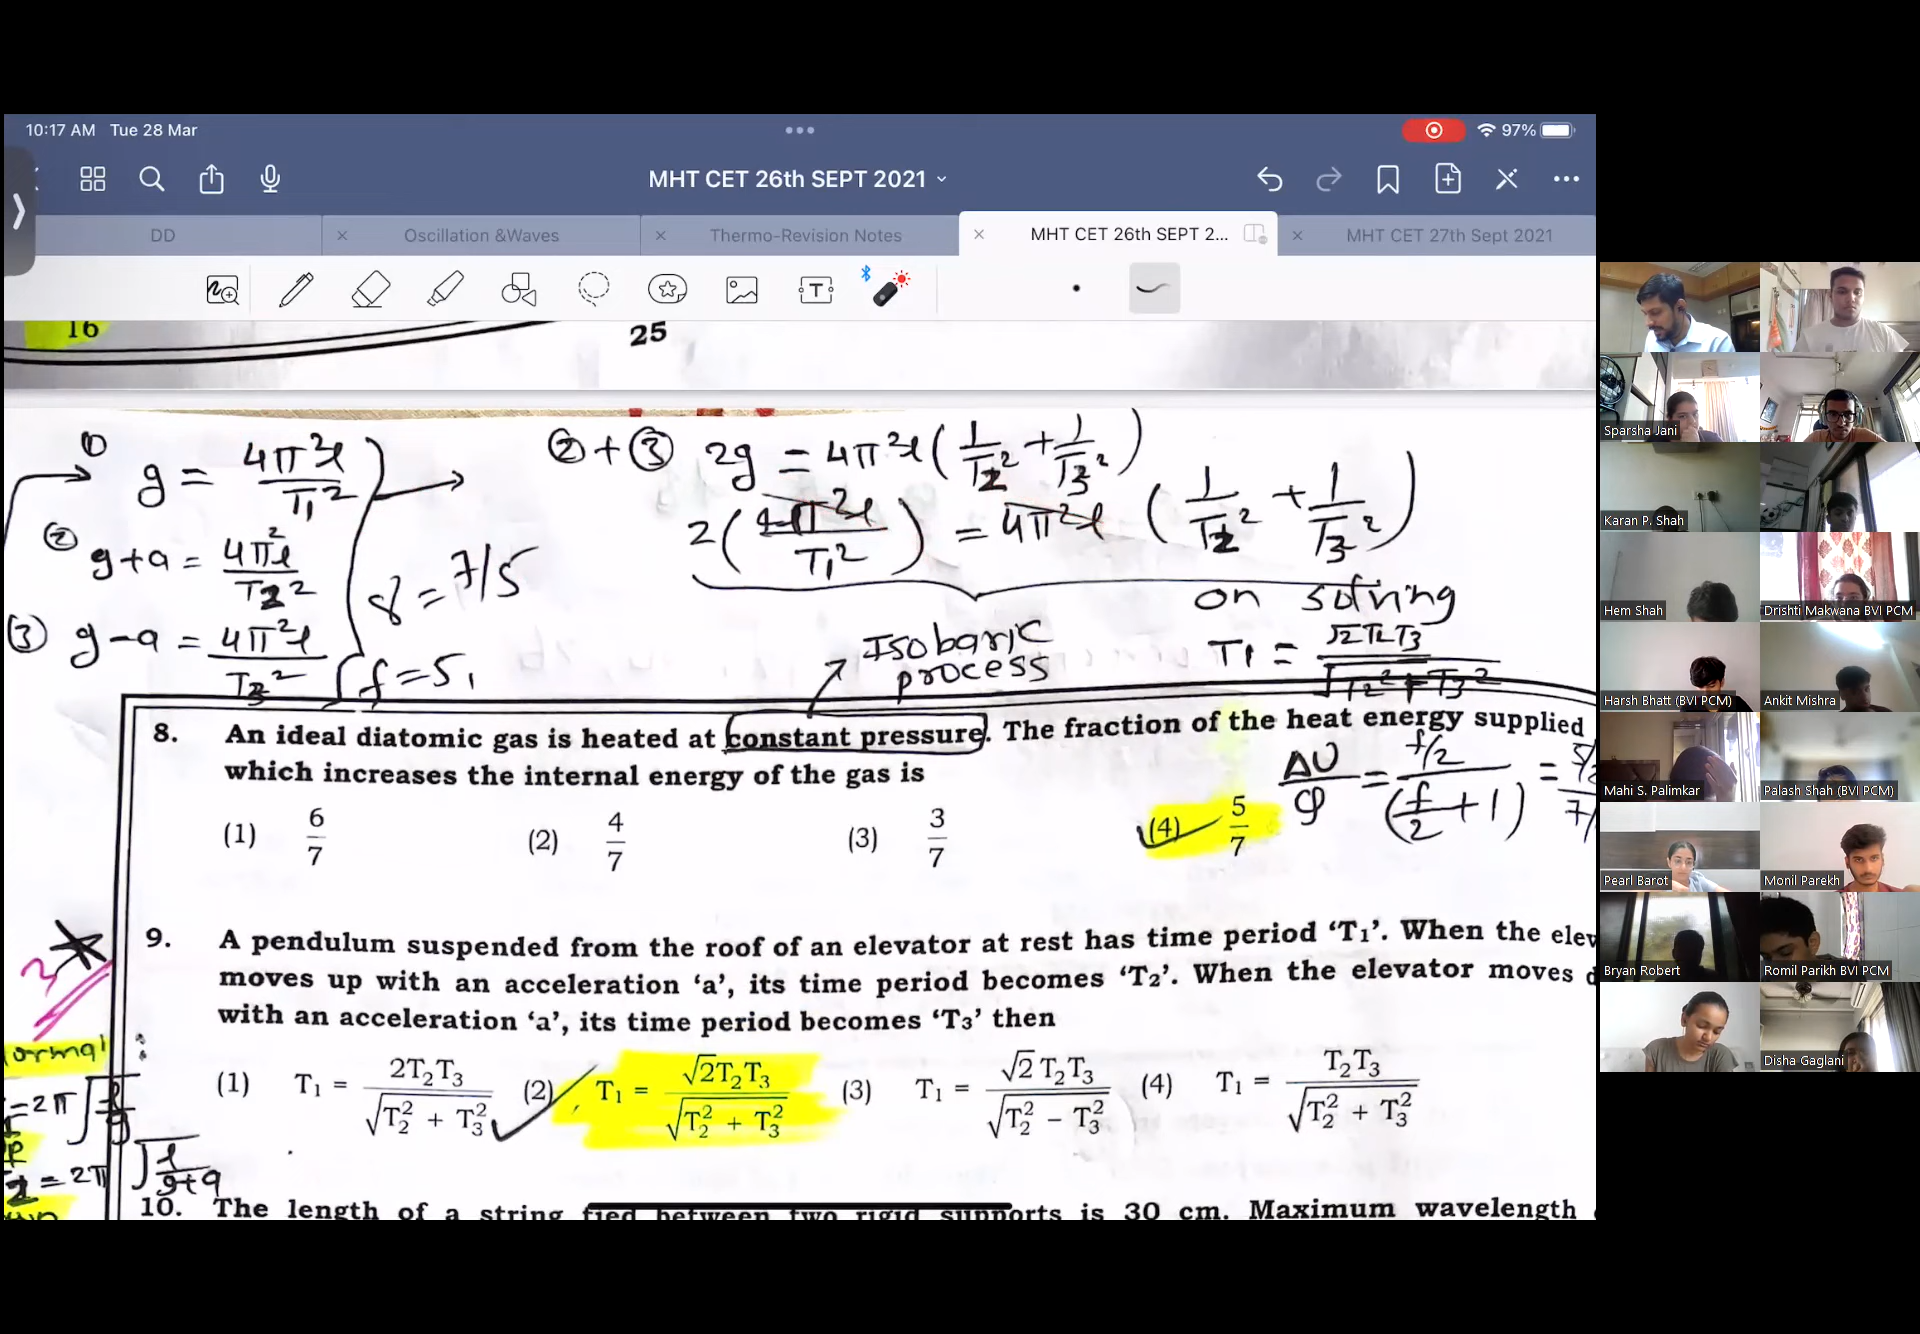 10:17 AM Tue 28 Mar
97%
MHT CET 26th SEPT 2021
DD
Oscillation &Waves
Thermo-Revision Notes
MHT CET 26th SEPT 2...
MHT CET 27th Sept 2021
16
25
① g = 4π²l / T₁²
② g+a = 4π²l / T₂²
③ g-a = 4π²l / T₃²
γ = 7/5
f = 5,
② + ③ 2g = 4π²l (1/T₂² + 1/T₃²)
2(4π²l / T₁²) = 4π²l (1/T₂² + 1/T₃²)
on solving
T₁ = √2 T₂ T₃ / √T₂² + T₃²
Isobaric
process
8. An ideal diatomic gas is heated at constant pressure. The fraction of the heat energy supplied
which increases the internal energy of the gas is
(1) 6/7 (2) 4/7 (3) 3/7 (4) 5/7
ΔU/Q = f/2 / (f/2 + 1) =
9. A pendulum suspended from the roof of an elevator at rest has time period ‘T₁’. When the elev
moves up with an acceleration ‘a’, its time period becomes ‘T₂’. When the elevator moves d
with an acceleration ‘a’, its time period becomes ‘T₃’ then
(1) T₁ = 2T₂T₃ / √T₂² + T₃² (2) T₁ = √2T₂T₃ / √T₂² + T₃² (3) T₁ = √2 T₂T₃ / √T₂² − T₃² (4) T₁ = T₂T₃ / √T₂² + T₃²
ormal
= 2π √l/g
= 2π √l/g+a
10. The length of a string tied between two rigid supports is 30 cm. Maximum wavelength
Sparsha Jani
Karan P. Shah
Hem Shah
Drishti Makwana BVI PCM
Harsh Bhatt (BVI PCM)
Ankit Mishra
Mahi S. Palimkar
Palash Shah (BVI PCM)
Pearl Barot
Monil Parekh
Bryan Robert
Romil Parikh BVI PCM
Disha Gaglani